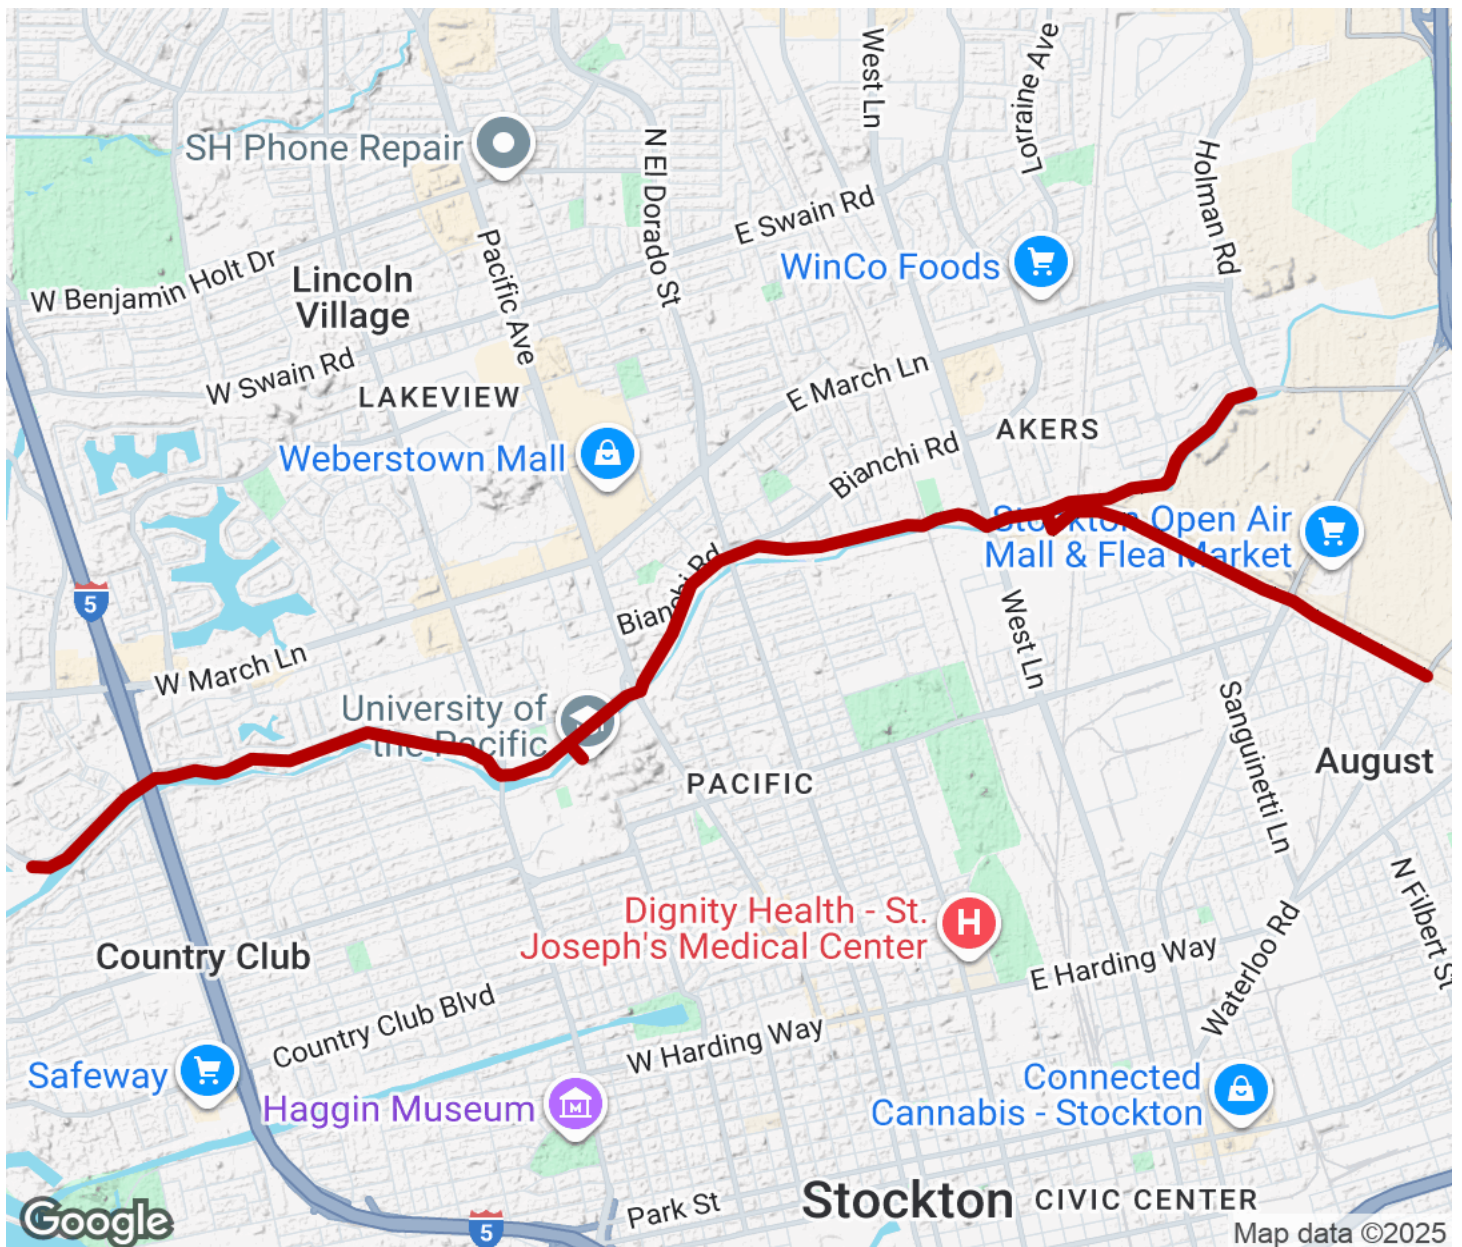 West Ln
Lorraine Ave
SH Phone Repair
N El Dorado St
Holman Rd
E Swain Rd
Pacific Ave
W Benjamin Holt Dr
Lincoln
Village
WinCo Foods
W Swain Rd
LAKEVIEW
E March Ln
AKERS
Weberstown Mall
Bianchi Rd
Stockton Open Air
Mall & Flea Market
5
Bianchi Rd
West Ln
W March Ln
University of
the Pacific
Sanguinetti Ln
PACIFIC
August
N Filbert St
Dignity Health - St.
Joseph's Medical Center
H
Country Club
E Harding Way
Waterloo Rd
Country Club Blvd
W Harding Way
Safeway
Haggin Museum
M
Connected
Cannabis - Stockton
Google
5
Park St
Stockton
CIVIC CENTER
Map data ©2025